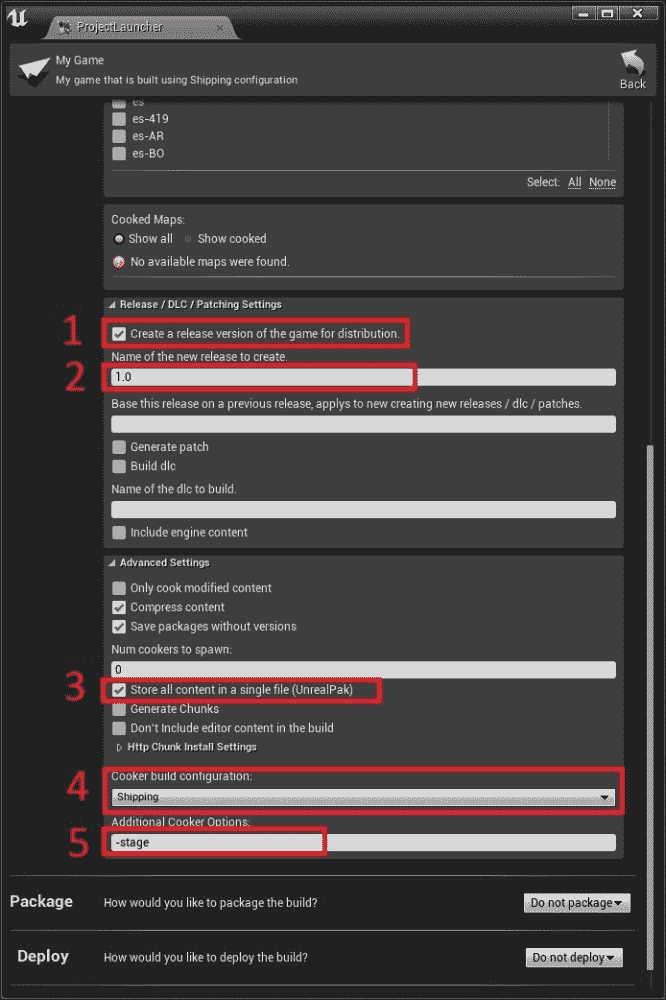 ProjectLauncher
My Game
My game that is built using Shipping configuration
Back
es
es-419
es-AR
es-BO
Select: All None
Cooked Maps:
Show all Show cooked
No available maps were found.
Release / DLC / Patching Settings
1 Create a release version of the game for distribution.
Name of the new release to create.
2 1.0
Base this release on a previous release, applys to new creating new releases / dlc / patches.
Generate patch
Build dlc
Name of the dlc to build.
Include engine content
Advanced Settings
Only cook modified content
Compress content
Save packages without versions
Num cookers to spawn:
0
3 Store all content in a single file (UnrealPak)
Generate Chunks
Don't Include editor content in the build
Http Chunk Install Settings
Cooker build configuration:
4 Shipping
Additional Cooker Options:
5 -stage
Package How would you like to package the build? Do not package
Deploy How would you like to deploy the build? Do not deploy